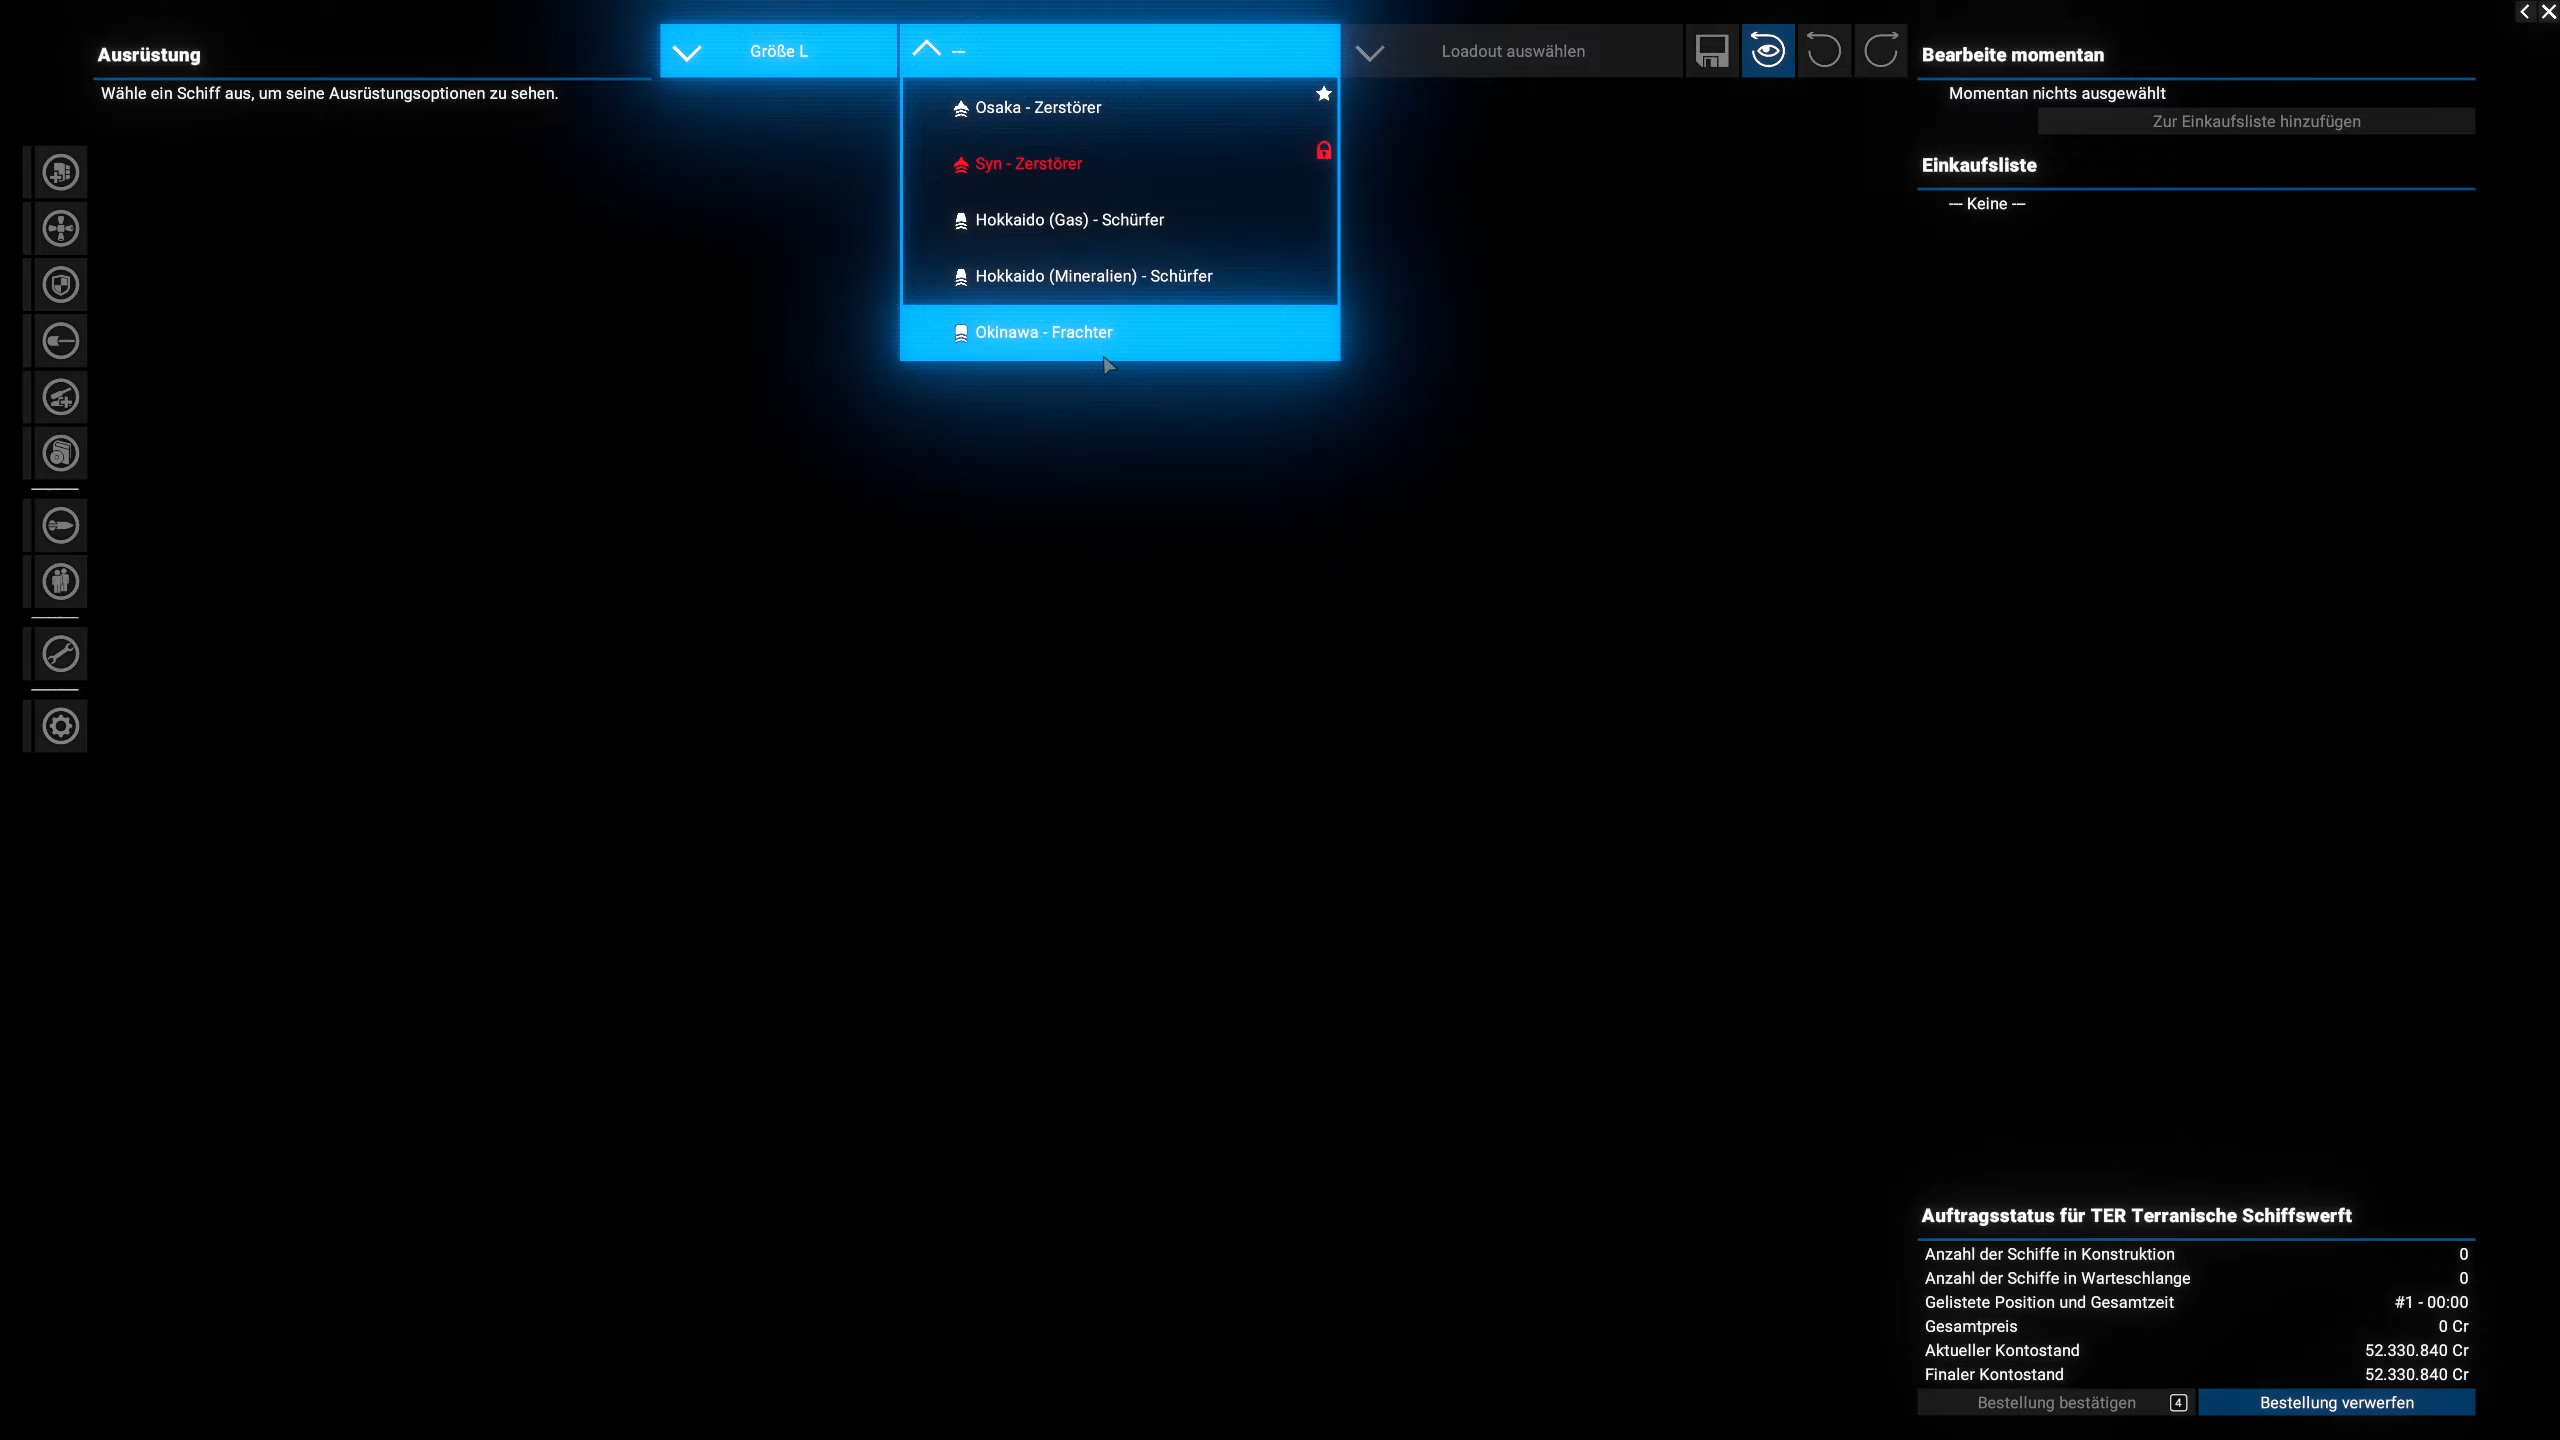 Ausrüstung
Wähle ein Schiff aus, um seine Ausrüstungsoptionen zu sehen.
Größe L
---
Loadout auswählen
Osaka - Zerstörer
Syn - Zerstörer
Hokkaido (Gas) - Schürfer
Hokkaido (Mineralien) - Schürfer
Okinawa - Frachter
Bearbeite momentan
Momentan nichts ausgewählt
Zur Einkaufsliste hinzufügen
Einkaufsliste
--- Keine ---
Auftragsstatus für TER Terranische Schiffswerft
Anzahl der Schiffe in Konstruktion 0
Anzahl der Schiffe in Warteschlange 0
Gelistete Position und Gesamtzeit #1 - 00:00
Gesamtpreis 0 Cr
Aktueller Kontostand 52.330.840 Cr
Finaler Kontostand 52.330.840 Cr
Bestellung bestätigen 4 Bestellung verwerfen